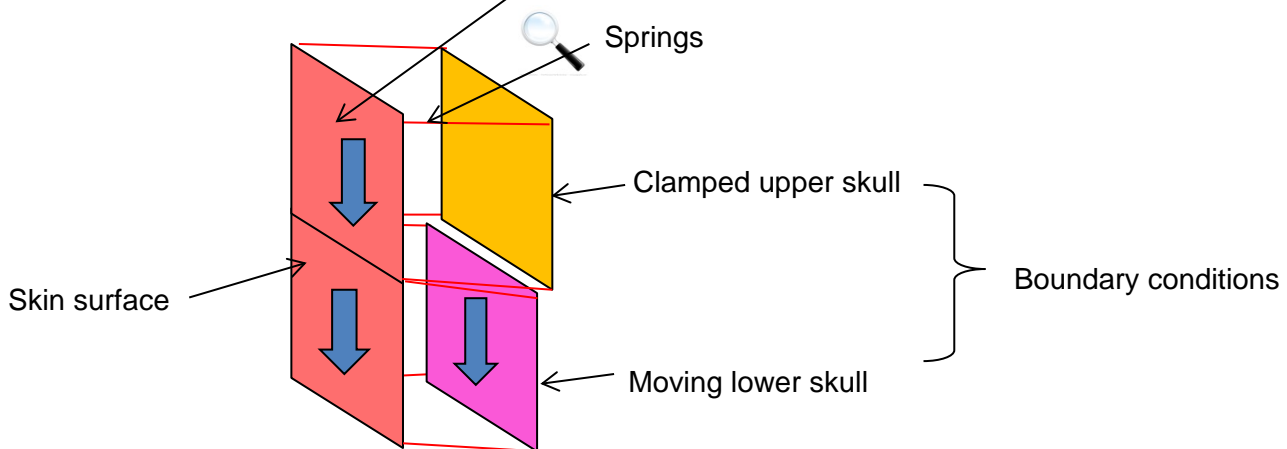 Springs
Clamped upper skull
Boundary conditions
Skin surface
Moving lower skull